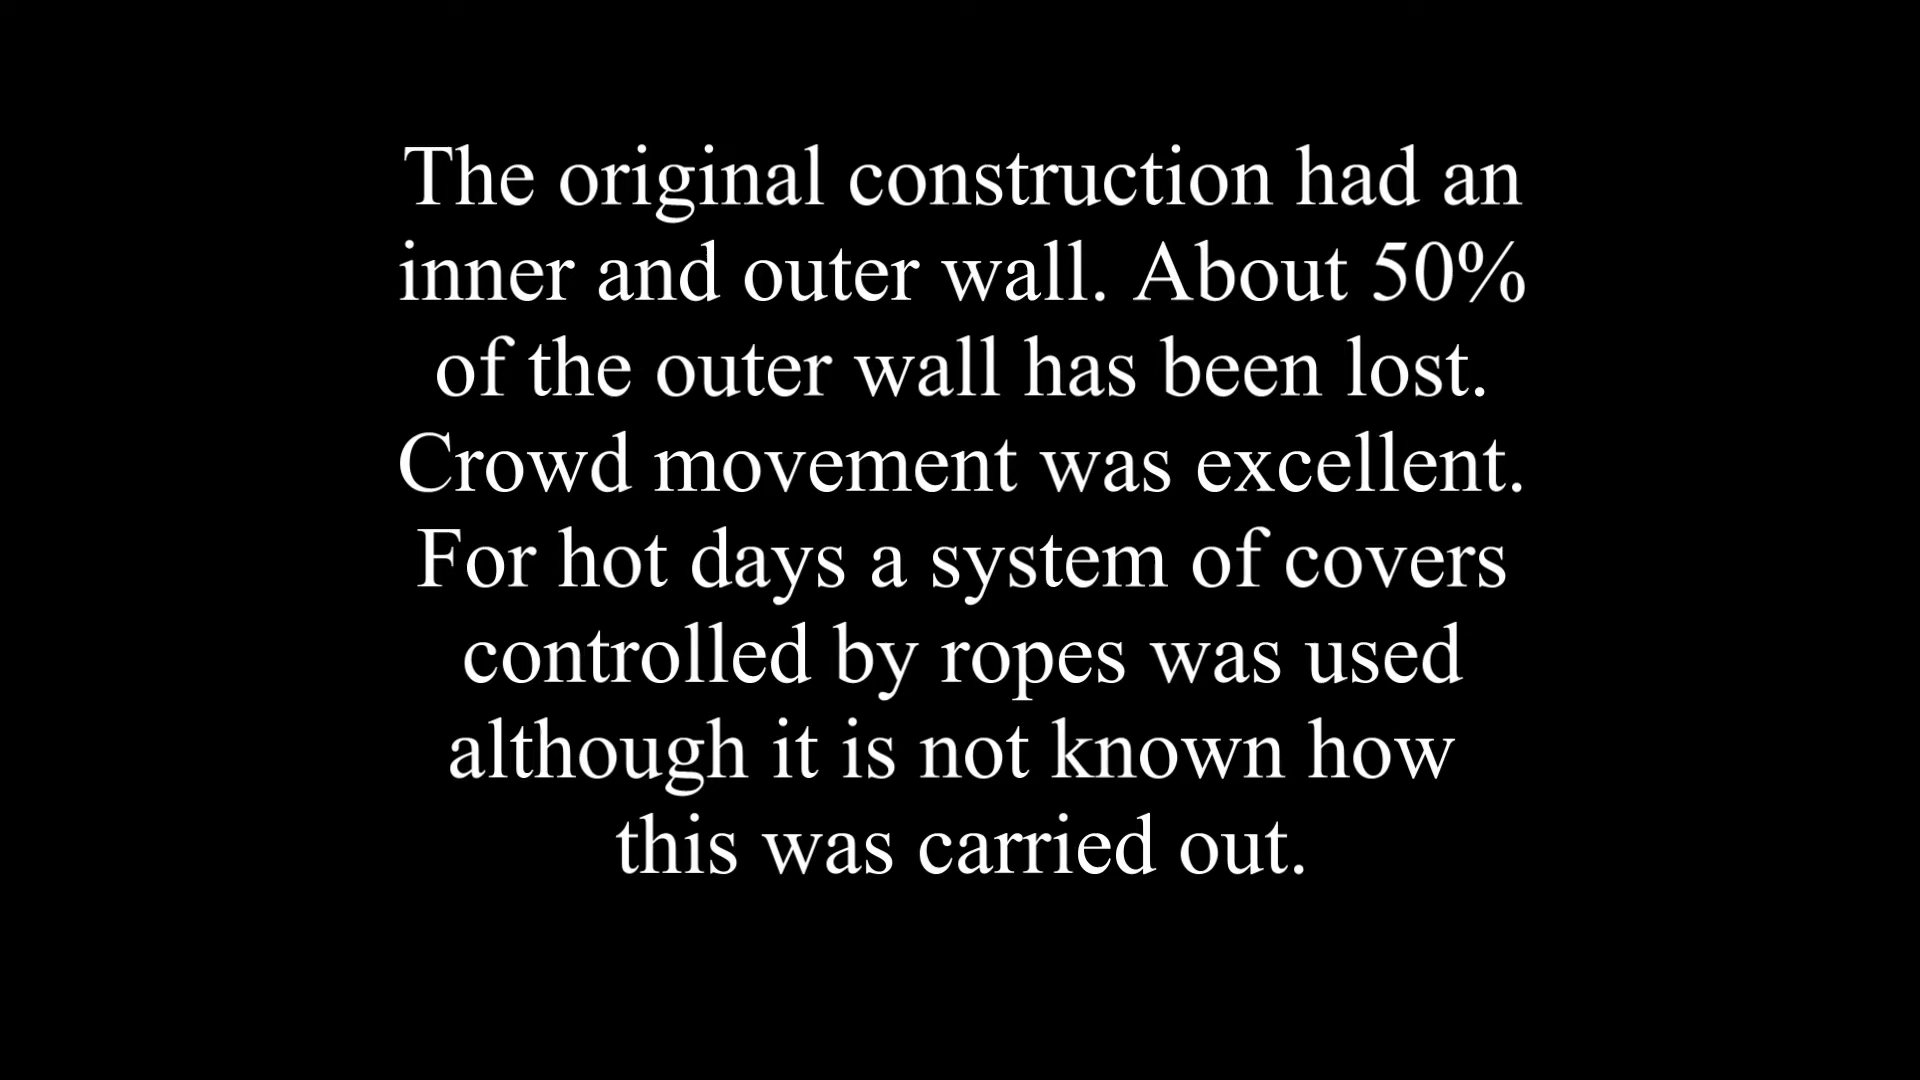 The original construction had an
inner and outer wall. About 50%
of the outer wall has been lost.
Crowd movement was excellent.
For hot days a system of covers
controlled by ropes was used
although it is not known how
this was carried out.